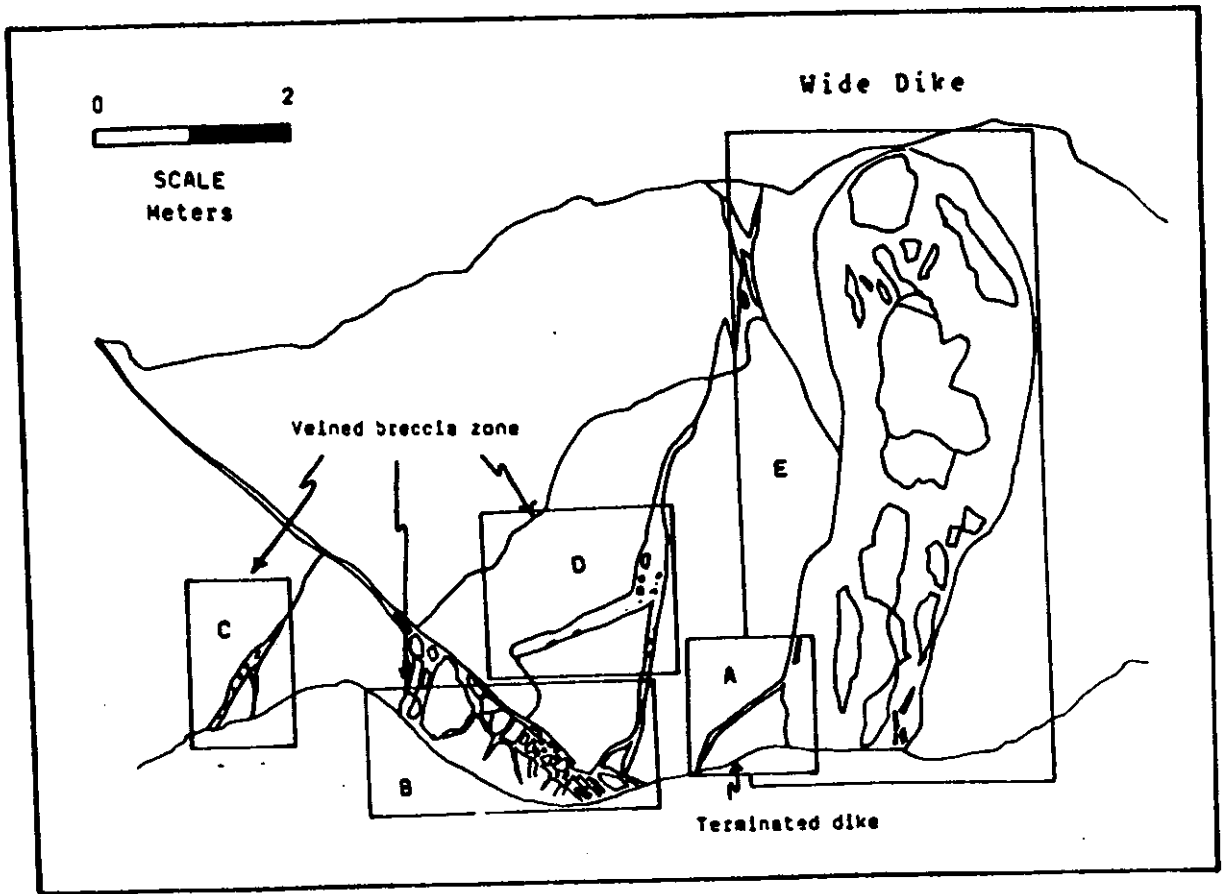 Wide Dike
0 2
SCALE
Meters
Veined breccia zone
E
D
C
A
B
Terminated dike